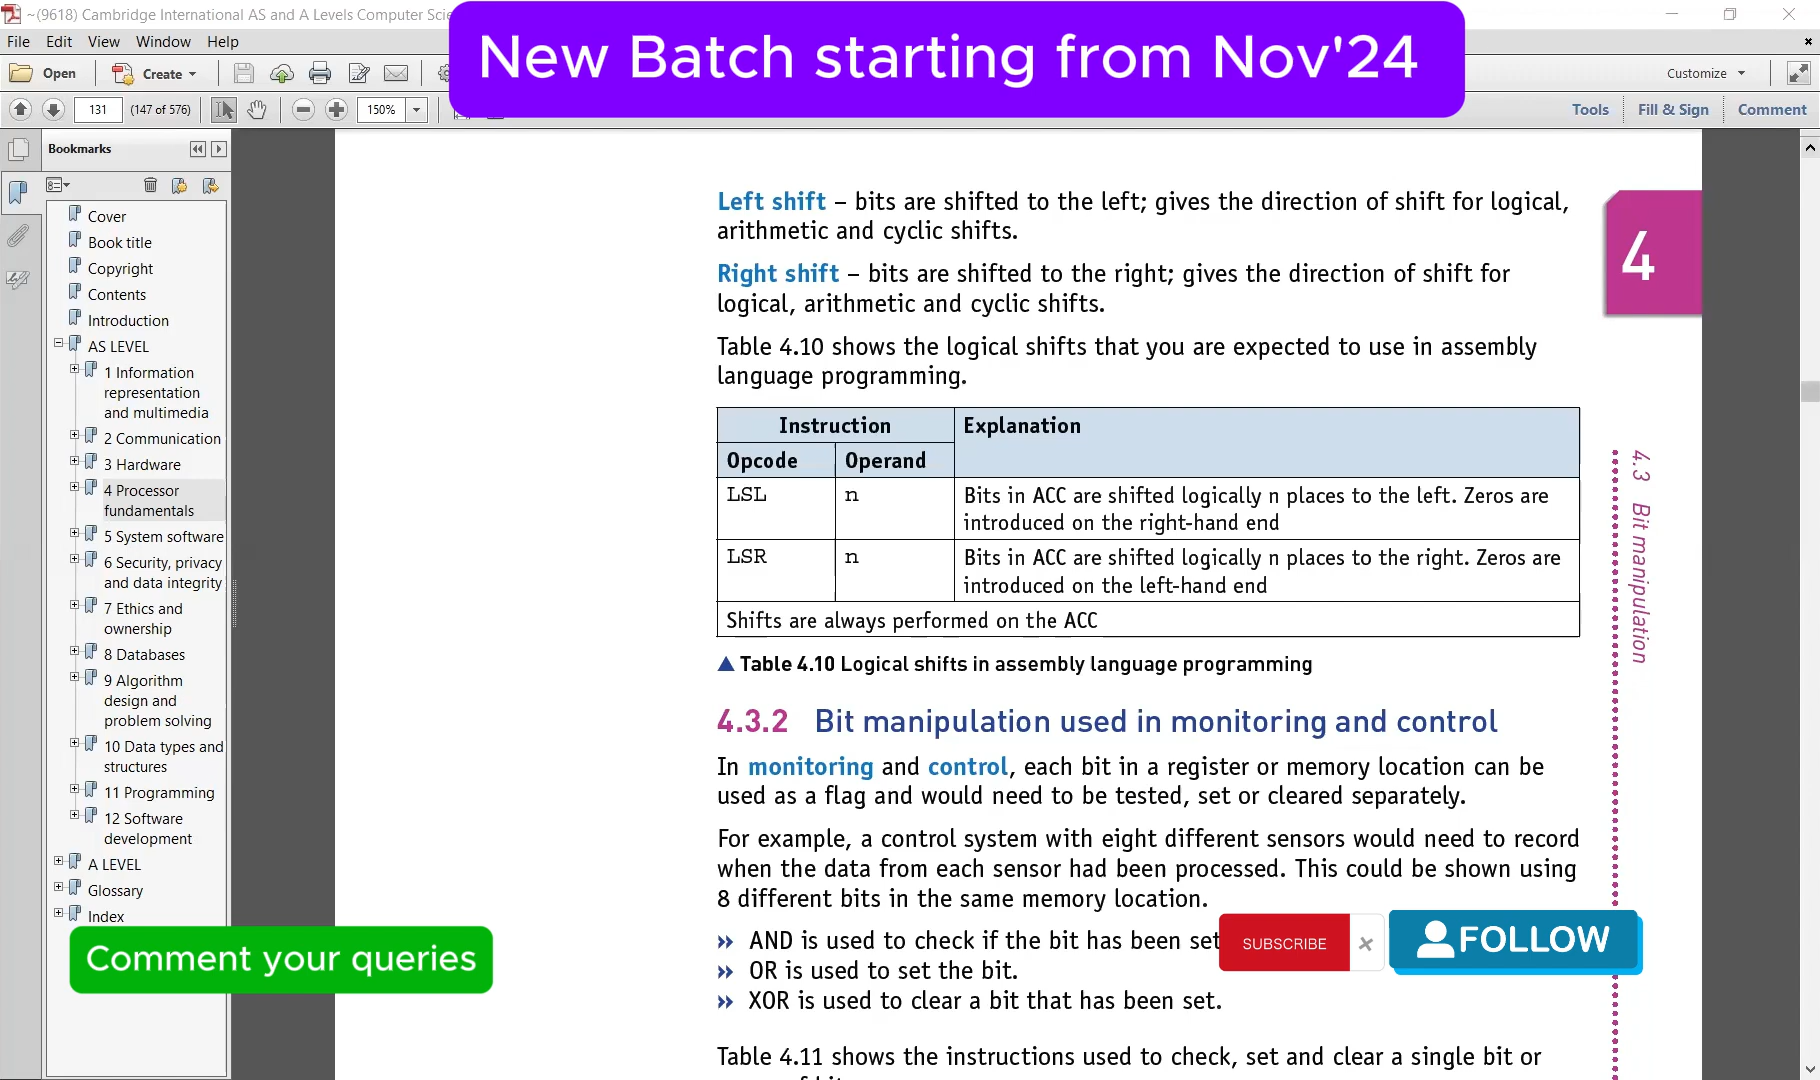 ~(9618) Cambridge International AS and A Levels Computer Sci
New Batch starting from Nov'24
File Edit View Window Help
Open Create Customize
131 (147 of 576) 150% Tools Fill & Sign Comment
Bookmarks
Cover
Book title
Copyright
Contents
Introduction
AS LEVEL
1 Information
representation
and multimedia
2 Communication
3 Hardware
4 Processor
fundamentals
5 System software
6 Security, privacy
and data integrity
7 Ethics and
ownership
8 Databases
9 Algorithm
design and
problem solving
10 Data types and
structures
11 Programming
12 Software
development
A LEVEL
Glossary
Index
Comment your queries
Left shift – bits are shifted to the left; gives the direction of shift for logical,
arithmetic and cyclic shifts.
Right shift – bits are shifted to the right; gives the direction of shift for
logical, arithmetic and cyclic shifts.
Table 4.10 shows the logical shifts that you are expected to use in assembly
language programming.
Instruction Explanation
Opcode Operand
LSL n Bits in ACC are shifted logically n places to the left. Zeros are
introduced on the right-hand end
LSR n Bits in ACC are shifted logically n places to the right. Zeros are
introduced on the left-hand end
Shifts are always performed on the ACC
▲ Table 4.10 Logical shifts in assembly language programming
4.3.2 Bit manipulation used in monitoring and control
In monitoring and control, each bit in a register or memory location can be
used as a flag and would need to be tested, set or cleared separately.
For example, a control system with eight different sensors would need to record
when the data from each sensor had been processed. This could be shown using
8 different bits in the same memory location.
» AND is used to check if the bit has been set
» OR is used to set the bit.
» XOR is used to clear a bit that has been set.
Table 4.11 shows the instructions used to check, set and clear a single bit or
SUBSCRIBE
FOLLOW
4
4.3 Bit manipulation